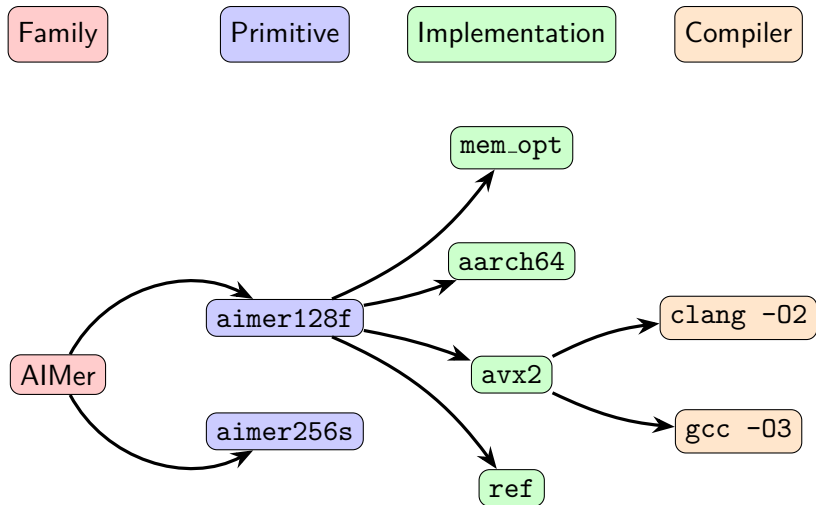 Family
Primitive
Implementation
Compiler
mem_opt
aarch64
aimer128f
clang -O2
AIMer
avx2
aimer256s
gcc -O3
ref